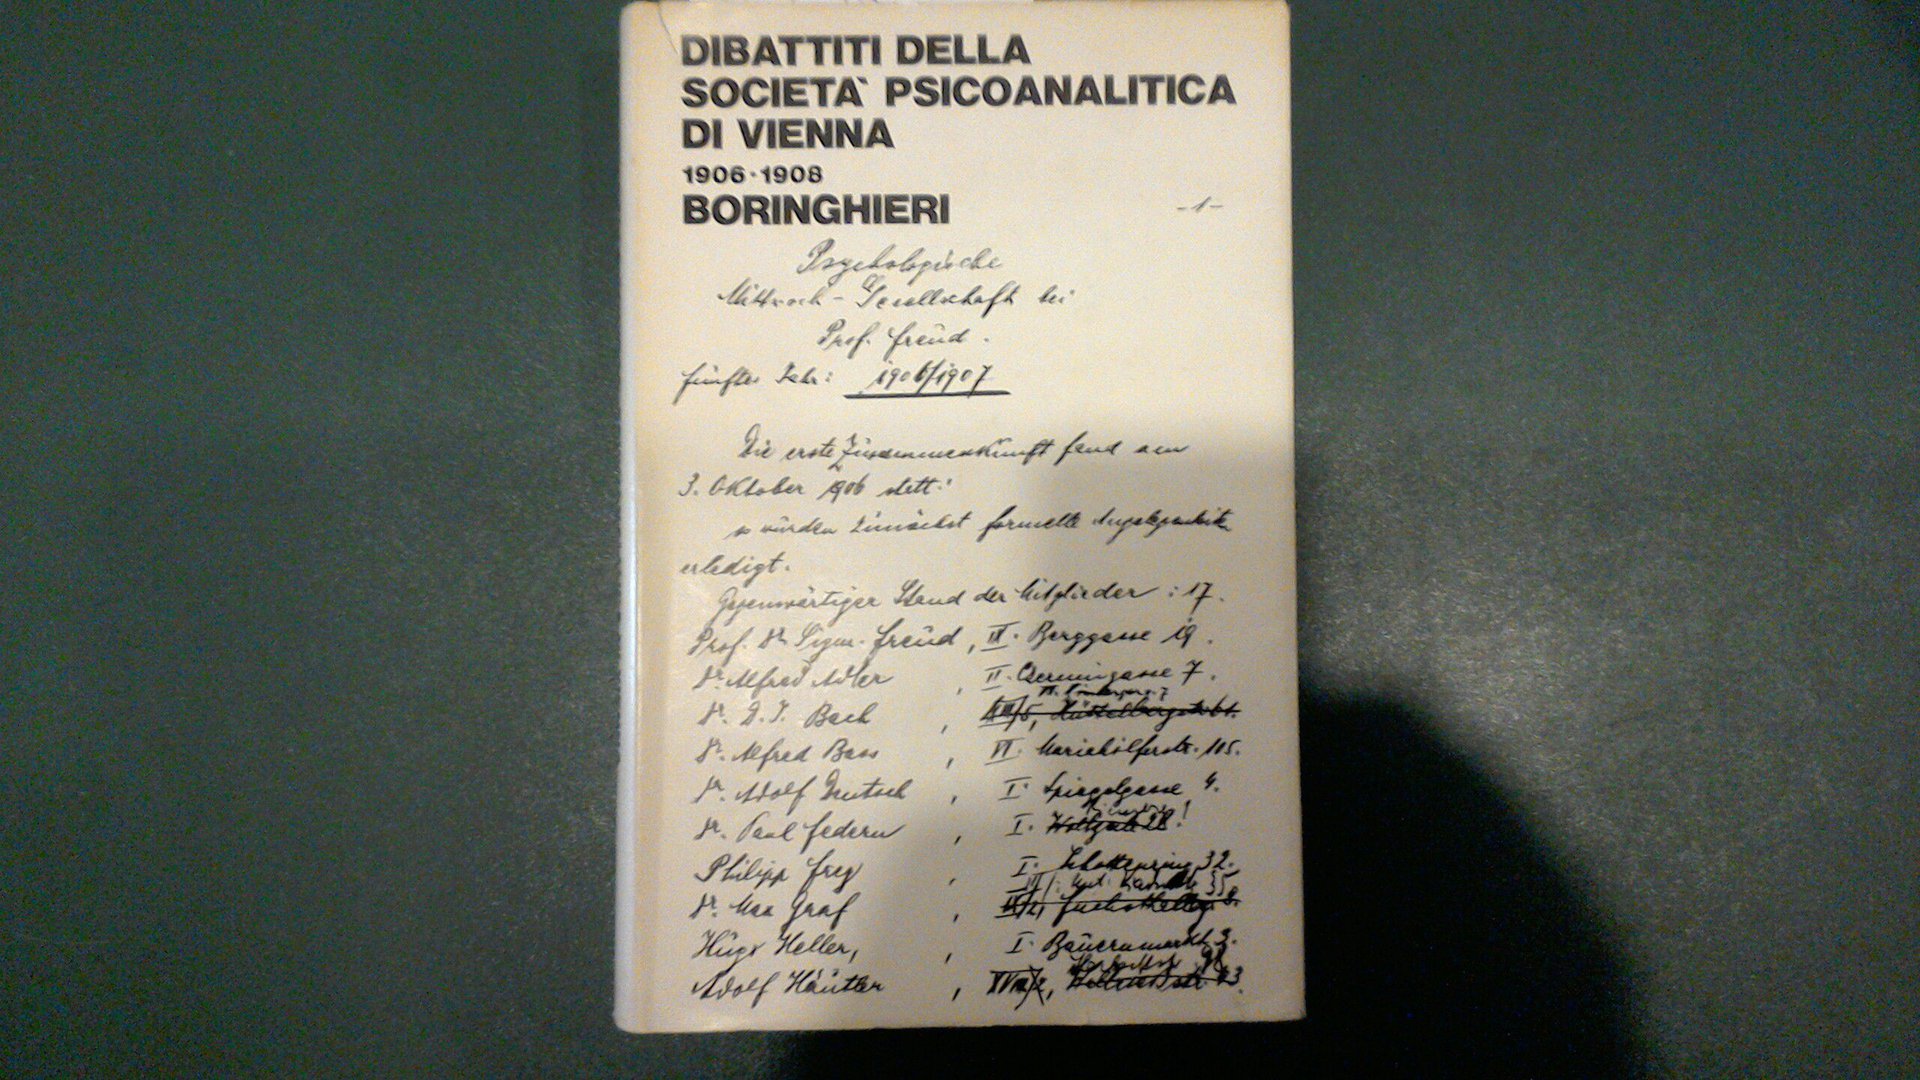 DIBATTITI DELLA
SOCIETA` PSICOANALITICA
DI VIENNA
1906·1908
BORINGHIERI
-1-
Psychologische
Mittwoch-Gesellschaft bei
Prof. Freud.
fünftes Jahr: 1906/1907
Die erste Zusammenkunft fand am
3. Oktober 1906 statt:
es wurden zunächst formelle Angelegenheiten
erledigt.
Gegenwärtiger Stand der Mitglieder: 17.
Prof. Dr. Sigm. Freud, IX. Berggasse 19.
Dr. Alfred Adler, II. Czerningasse 7.
Dr. D. J. Bach,
Dr. Alfred Bass, VI. Mariahilferstr. 105.
Dr. Adolf Deutsch, I. Spiegelgasse 4.
Dr. Paul Federn, I.
Philipp Frey, I. Schottenring 32.
Dr. Max Graf,
Hugo Heller, I. Bauernmarkt 3.
Adolf Häutler,